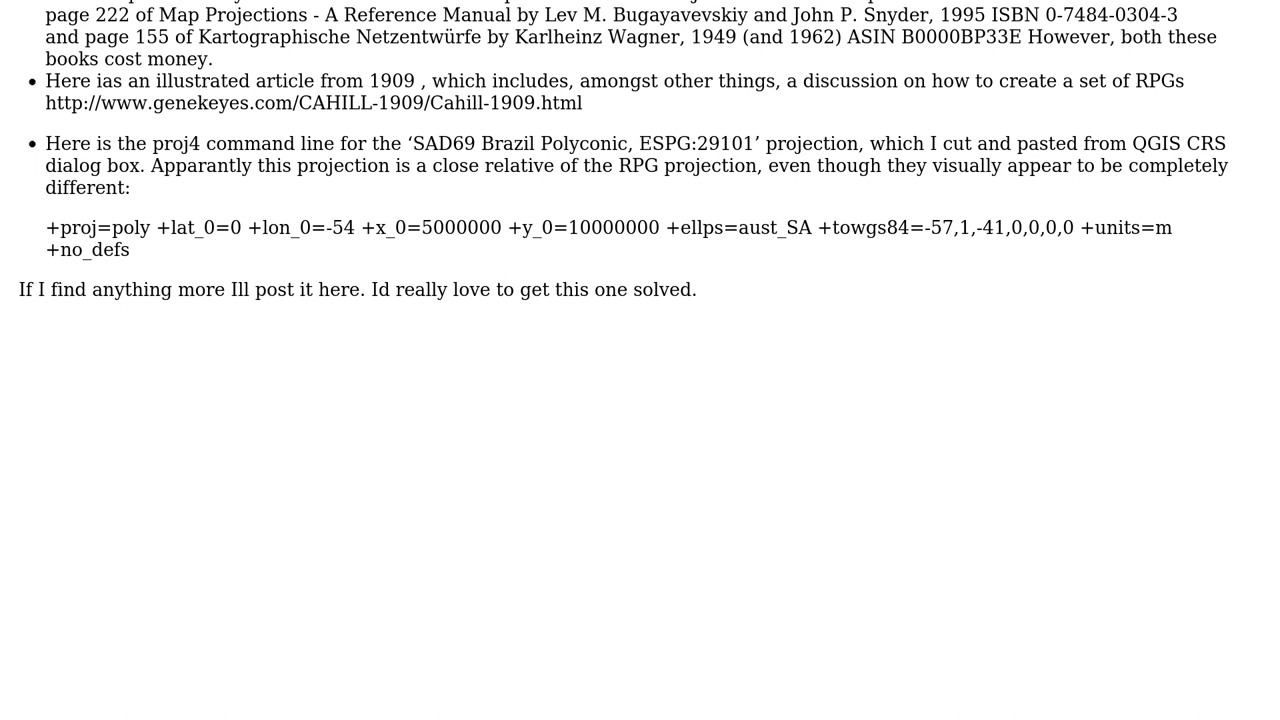 page 222 of Map Projections - A Reference Manual by Lev M. Bugayavevskiy and John P. Snyder, 1995 ISBN 0-7484-0304-3
and page 155 of Kartographische Netzentwürfe by Karlheinz Wagner, 1949 (and 1962) ASIN B0000BP33E However, both these
books cost money.
• Here ias an illustrated article from 1909 , which includes, amongst other things, a discussion on how to create a set of RPGs
http://www.genekeyes.com/CAHILL-1909/Cahill-1909.html
• Here is the proj4 command line for the ‘SAD69 Brazil Polyconic, ESPG:29101’ projection, which I cut and pasted from QGIS CRS
dialog box. Apparantly this projection is a close relative of the RPG projection, even though they visually appear to be completely
different:
+proj=poly +lat_0=0 +lon_0=-54 +x_0=5000000 +y_0=10000000 +ellps=aust_SA +towgs84=-57,1,-41,0,0,0,0 +units=m
+no_defs
If I find anything more Ill post it here. Id really love to get this one solved.